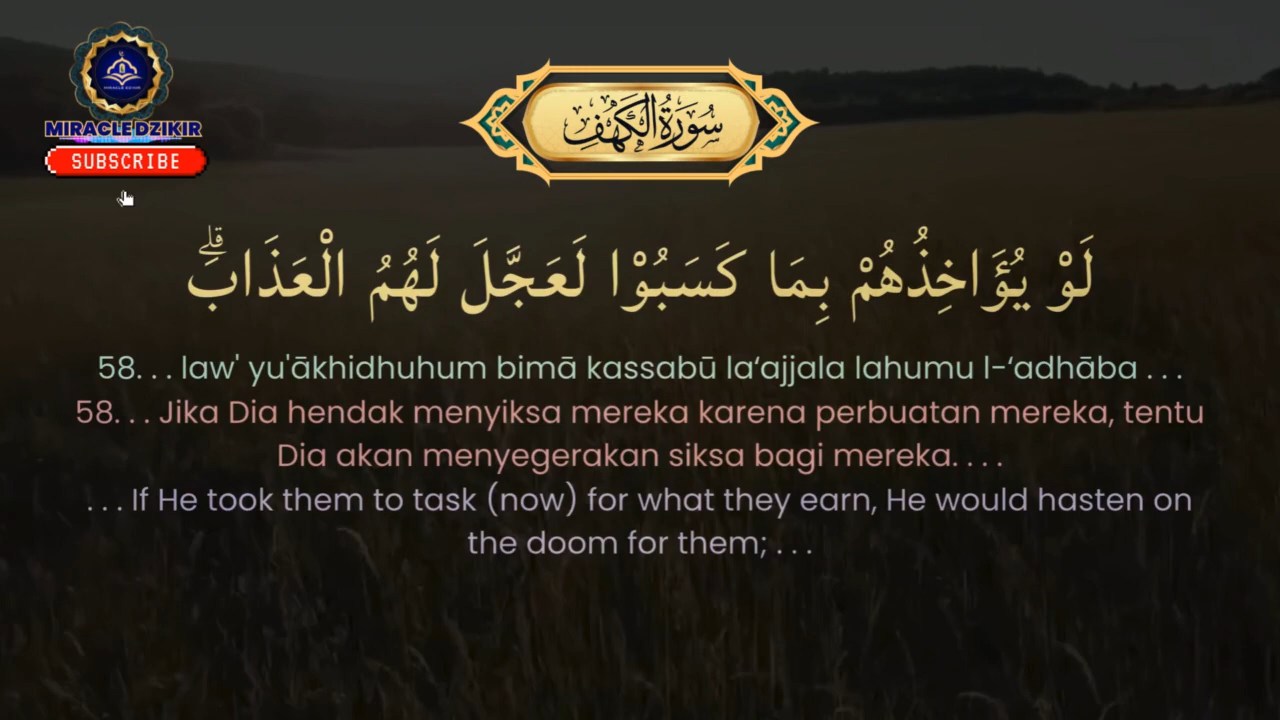 MIRACLE DZIKIR
SUBSCRIBE
سُورَةُ الكَهْفِ
لَوْ يُؤَاخِذُهُمْ بِمَا كَسَبُوْا لَعَجَّلَ لَهُمُ الْعَذَابَۗ
58. . . law' yu'ākhidhuhum bimā kassabū la‘ajjala lahumu l-‘adhāba . . .
58. . . Jika Dia hendak menyiksa mereka karena perbuatan mereka, tentu
Dia akan menyegerakan siksa bagi mereka. . . .
. . . If He took them to task (now) for what they earn, He would hasten on
the doom for them; . . .